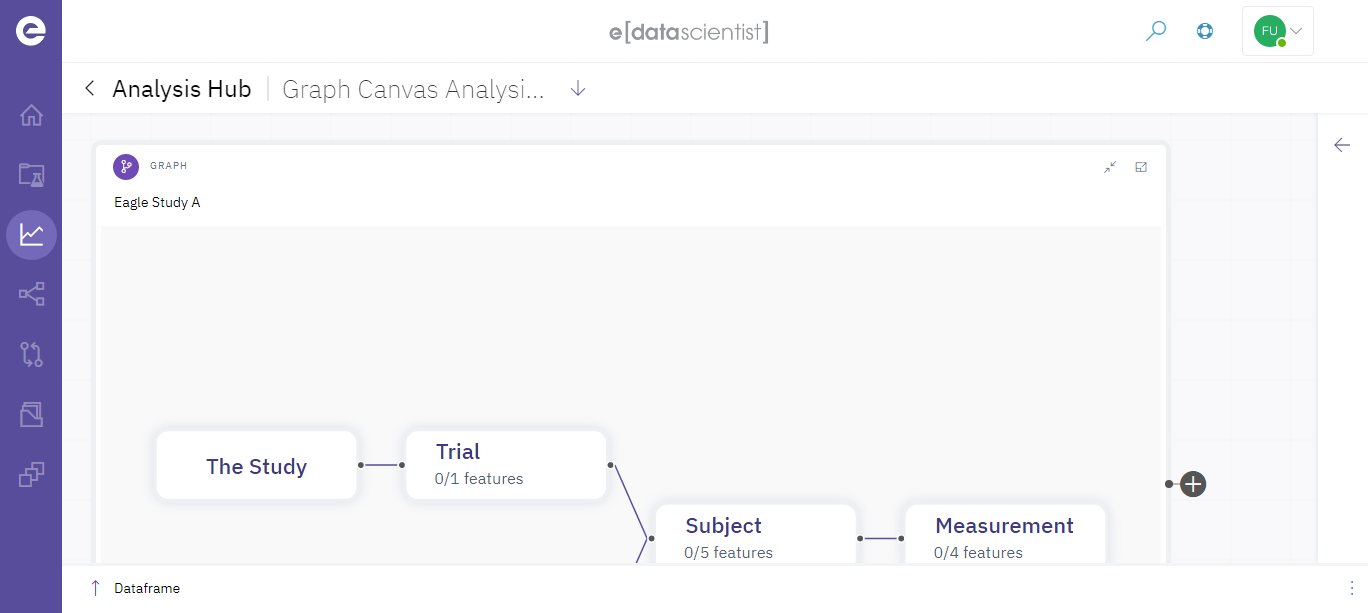 e[datascientist]
FU
Analysis Hub
Graph Canvas Analysi...
GRAPH
Eagle Study A
The Study
Trial
0/1 features
Subject
0/5 features
Measurement
0/4 features
Dataframe